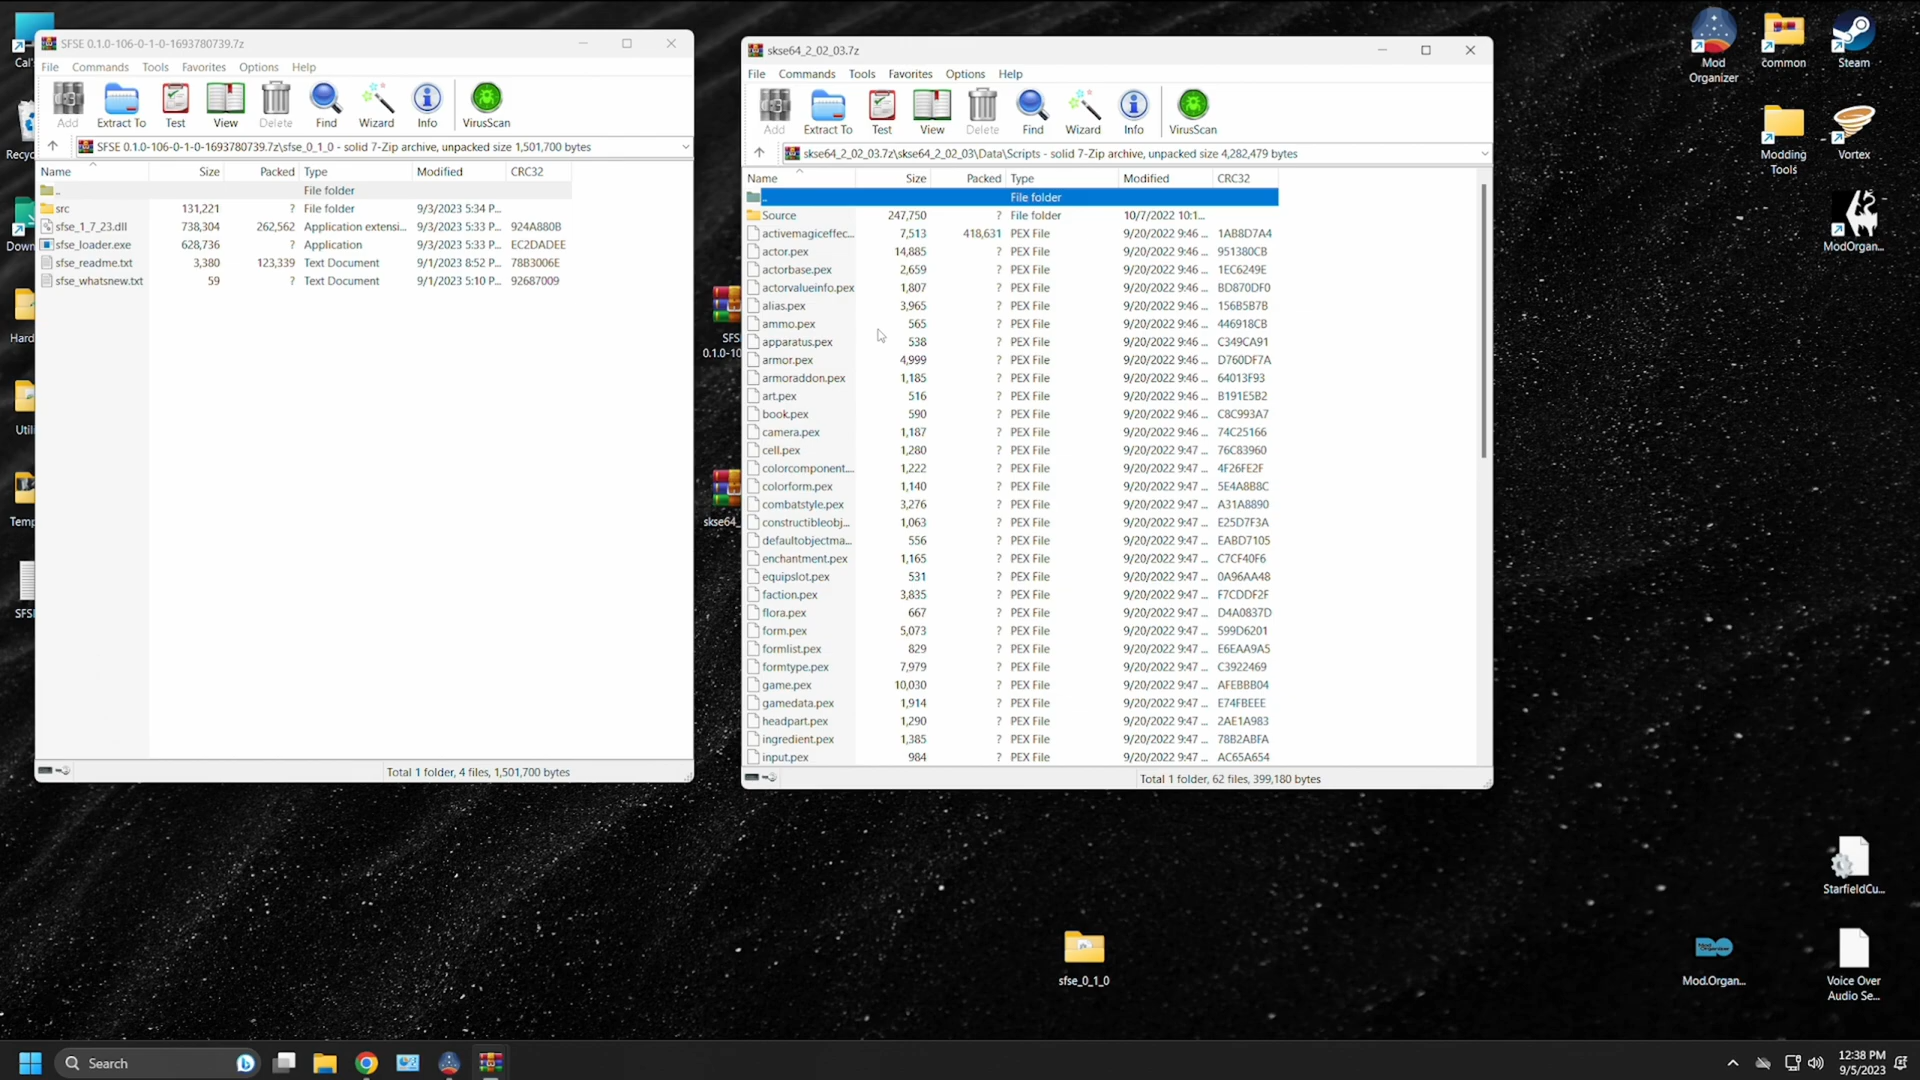 SFSE 0.1.0-106-0-1-0-1693780739.7z
File Commands Tools Favorites Options Help
Add Extract To Test View Delete Find Wizard Info VirusScan
SFSE 0.1.0-106-0-1-0-1693780739.7z\sfse_0_1_0 - solid 7-Zip archive, unpacked size 1,501,700 bytes
Name Size Packed Type Modified CRC32
.. File folder
src 131,221 ? File folder 9/3/2023 5:34 P...
sfse_1_7_23.dll 738,304 262,562 Application extensi... 9/3/2023 5:33 P... 924A880B
sfse_loader.exe 628,736 ? Application 9/3/2023 5:33 P... EC2DADEE
sfse_readme.txt 3,380 123,339 Text Document 9/1/2023 8:52 P... 78B3006E
sfse_whatsnew.txt 59 ? Text Document 9/1/2023 5:10 P... 92687009
Total 1 folder, 4 files, 1,501,700 bytes
skse64_2_02_03.7z
File Commands Tools Favorites Options Help
Add Extract To Test View Delete Find Wizard Info VirusScan
skse64_2_02_03.7z\skse64_2_02_03\Data\Scripts - solid 7-Zip archive, unpacked size 4,282,479 bytes
Name Size Packed Type Modified CRC32
.. File folder
Source 247,750 ? File folder 10/7/2022 10:1...
activemagiceffec... 7,513 418,631 PEX File 9/20/2022 9:46 ... 1AB8D7A4
actor.pex 14,885 ? PEX File 9/20/2022 9:46 ... 951380CB
actorbase.pex 2,659 ? PEX File 9/20/2022 9:46 ... 1EC6249E
actorvalueinfo.pex 1,807 ? PEX File 9/20/2022 9:46 ... BD870DF0
alias.pex 3,965 ? PEX File 9/20/2022 9:46 ... 156B5B7B
ammo.pex 565 ? PEX File 9/20/2022 9:46 ... 446918CB
apparatus.pex 538 ? PEX File 9/20/2022 9:46 ... C349CA91
armor.pex 4,999 ? PEX File 9/20/2022 9:46 ... D760DF7A
armoraddon.pex 1,185 ? PEX File 9/20/2022 9:46 ... 64013F93
art.pex 516 ? PEX File 9/20/2022 9:46 ... B191E5B2
book.pex 590 ? PEX File 9/20/2022 9:46 ... C8C993A7
camera.pex 1,187 ? PEX File 9/20/2022 9:46 ... 74C25166
cell.pex 1,280 ? PEX File 9/20/2022 9:47 ... 76C83960
colorcomponent.... 1,222 ? PEX File 9/20/2022 9:47 ... 4F26FE2F
colorform.pex 1,140 ? PEX File 9/20/2022 9:47 ... 5E4A8B8C
combatstyle.pex 3,276 ? PEX File 9/20/2022 9:47 ... A31A8890
constructibleobj... 1,063 ? PEX File 9/20/2022 9:47 ... E25D7F3A
defaultobjectma... 556 ? PEX File 9/20/2022 9:47 ... EABD7105
enchantment.pex 1,165 ? PEX File 9/20/2022 9:47 ... C7CF40F6
equipslot.pex 531 ? PEX File 9/20/2022 9:47 ... 0A96AA48
faction.pex 3,835 ? PEX File 9/20/2022 9:47 ... F7CDDF2F
flora.pex 667 ? PEX File 9/20/2022 9:47 ... D4A0837D
form.pex 5,073 ? PEX File 9/20/2022 9:47 ... 599D6201
formlist.pex 829 ? PEX File 9/20/2022 9:47 ... E6EAA9A5
formtype.pex 7,979 ? PEX File 9/20/2022 9:47 ... C3922469
game.pex 10,030 ? PEX File 9/20/2022 9:47 ... AFEBBB04
gamedata.pex 1,914 ? PEX File 9/20/2022 9:47 ... E74FBEEE
headpart.pex 1,290 ? PEX File 9/20/2022 9:47 ... 2AE1A983
ingredient.pex 1,385 ? PEX File 9/20/2022 9:47 ... 78B2ABFA
input.pex 984 ? PEX File 9/20/2022 9:47 ... AC65A654
Total 1 folder, 62 files, 399,180 bytes
Cal'
Recyc
Down
Hard
Utili
Temp
SFS
SFS
0.1.0-10
skse64_
Mod
Organizer
common
Steam
Modding
Tools
Vortex
ModOrgan...
StarfieldCu...
Mod.Organ...
Voice Over
Audio Se...
sfse_0_1_0
Search
12:38 PM
9/5/2023